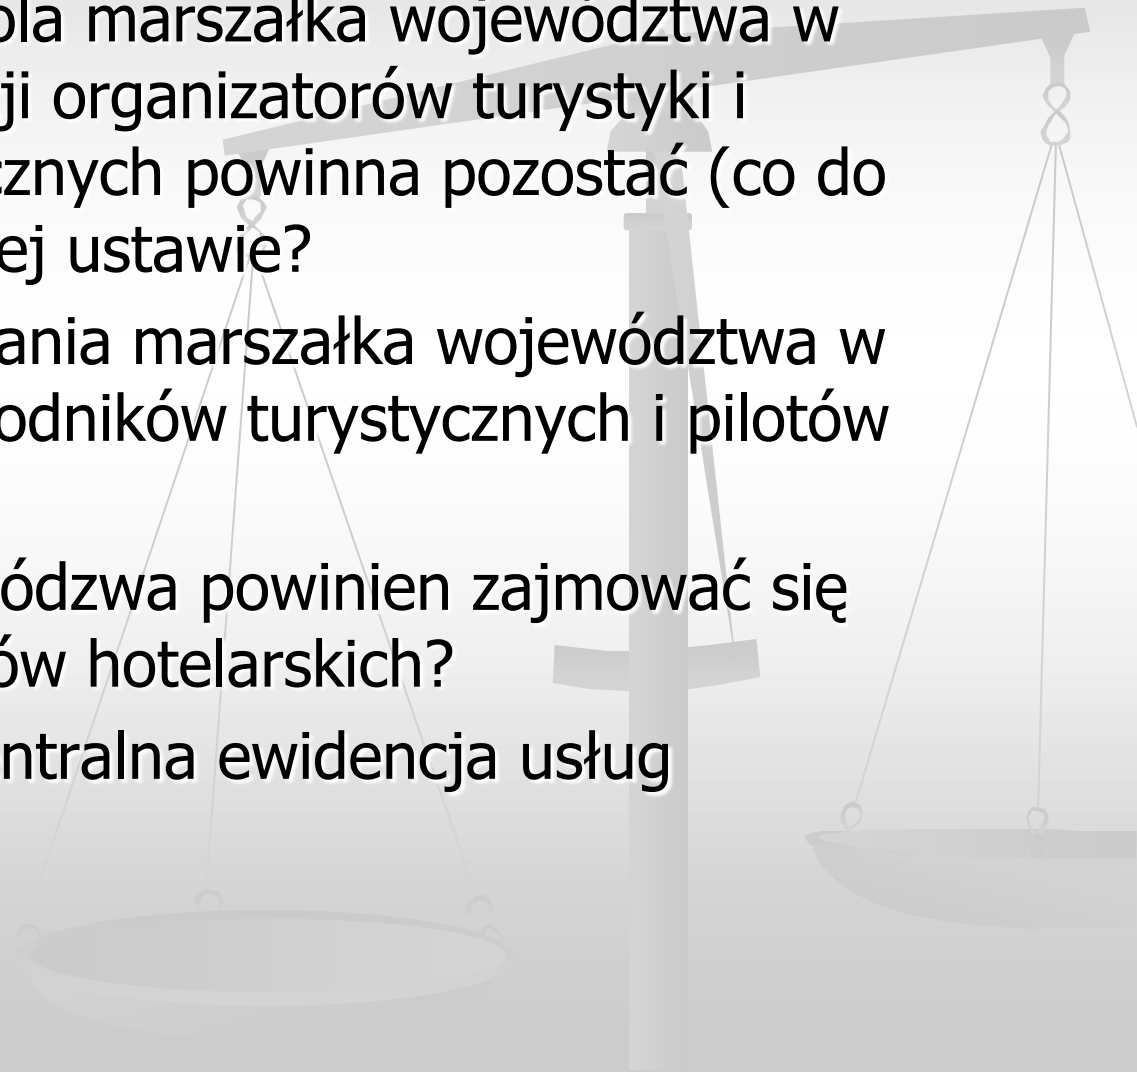 ola marszałka województwa w
ji organizatorów turystyki i
cznych powinna pozostać (co do
ej ustawie?
ania marszałka województwa w
odników turystycznych i pilotów
ódzwa powinien zajmować się
ów hotelarskich?
ntralna ewidencja usług